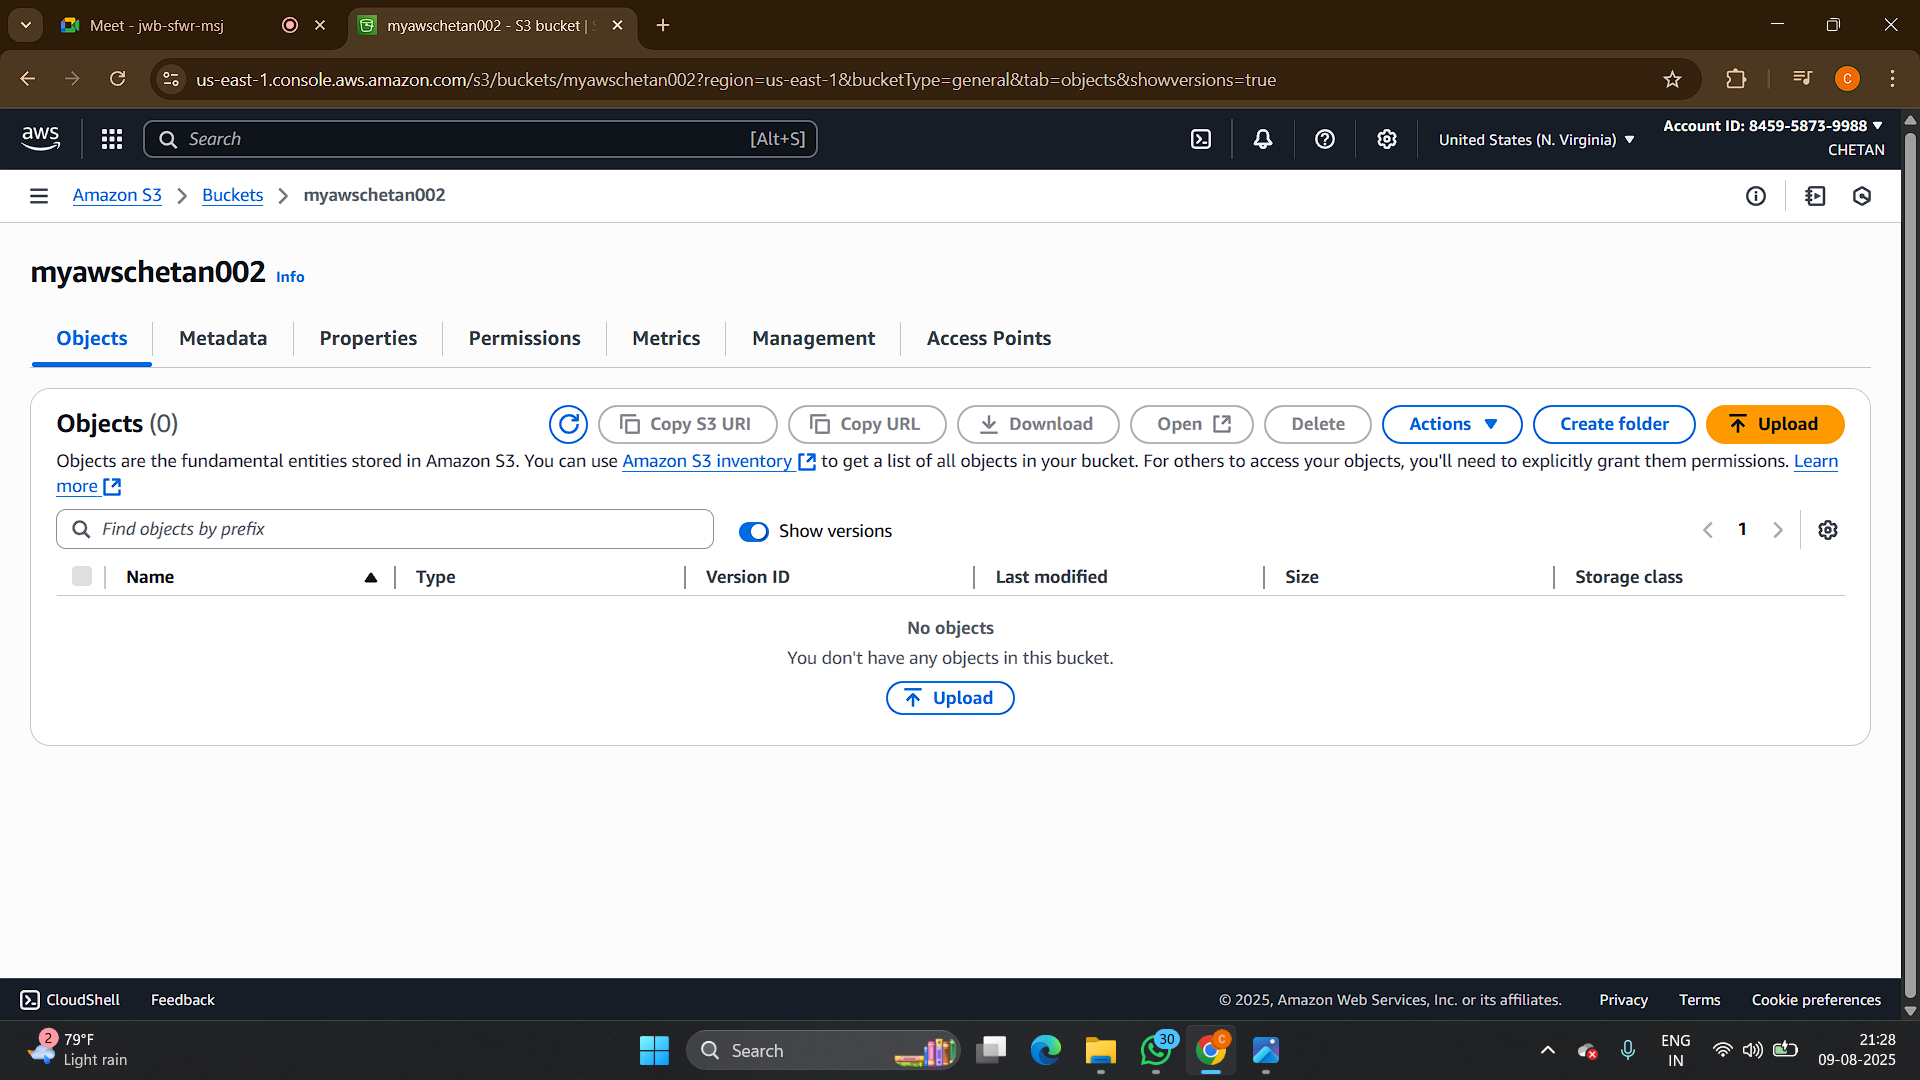 Meet - jwb-sfwr-msj
myawschetan002 - S3 bucket |
us-east-1.console.aws.amazon.com/s3/buckets/myawschetan002?region=us-east-1&bucketType=general&tab=objects&showversions=true
C
aws
Search
[Alt+S]
United States (N. Virginia)
Account ID: 8459-5873-9988
CHETAN
Amazon S3
Buckets
myawschetan002
myawschetan002 Info
Objects
Metadata
Properties
Permissions
Metrics
Management
Access Points
Objects (0)
Copy S3 URI
Copy URL
Download
Open
Delete
Actions
Create folder
Upload
Objects are the fundamental entities stored in Amazon S3. You can use Amazon S3 inventory to get a list of all objects in your bucket. For others to access your objects, you'll need to explicitly grant them permissions. Learn
more
Find objects by prefix
Show versions
1
Name
Type
Version ID
Last modified
Size
Storage class
No objects
You don't have any objects in this bucket.
Upload
CloudShell
Feedback
© 2025, Amazon Web Services, Inc. or its affiliates.
Privacy
Terms
Cookie preferences
2
79°F
Light rain
Search
30
C
ENG
IN
21:28
09-08-2025